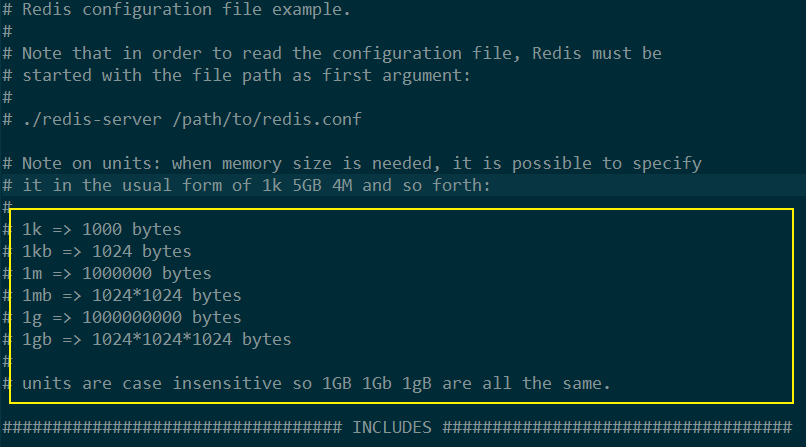 # Redis configuration file example.
#
# Note that in order to read the configuration file, Redis must be
# started with the file path as first argument:
#
# ./redis-server /path/to/redis.conf
# Note on units: when memory size is needed, it is possible to specify
# it in the usual form of 1k 5GB 4M and so forth:
#
# 1k => 1000 bytes
# 1kb => 1024 bytes
# 1m => 1000000 bytes
# 1mb => 1024*1024 bytes
# 1g => 1000000000 bytes
# 1gb => 1024*1024*1024 bytes
#
# units are case insensitive so 1GB 1Gb 1gB are all the same.
################################## INCLUDES ###################################